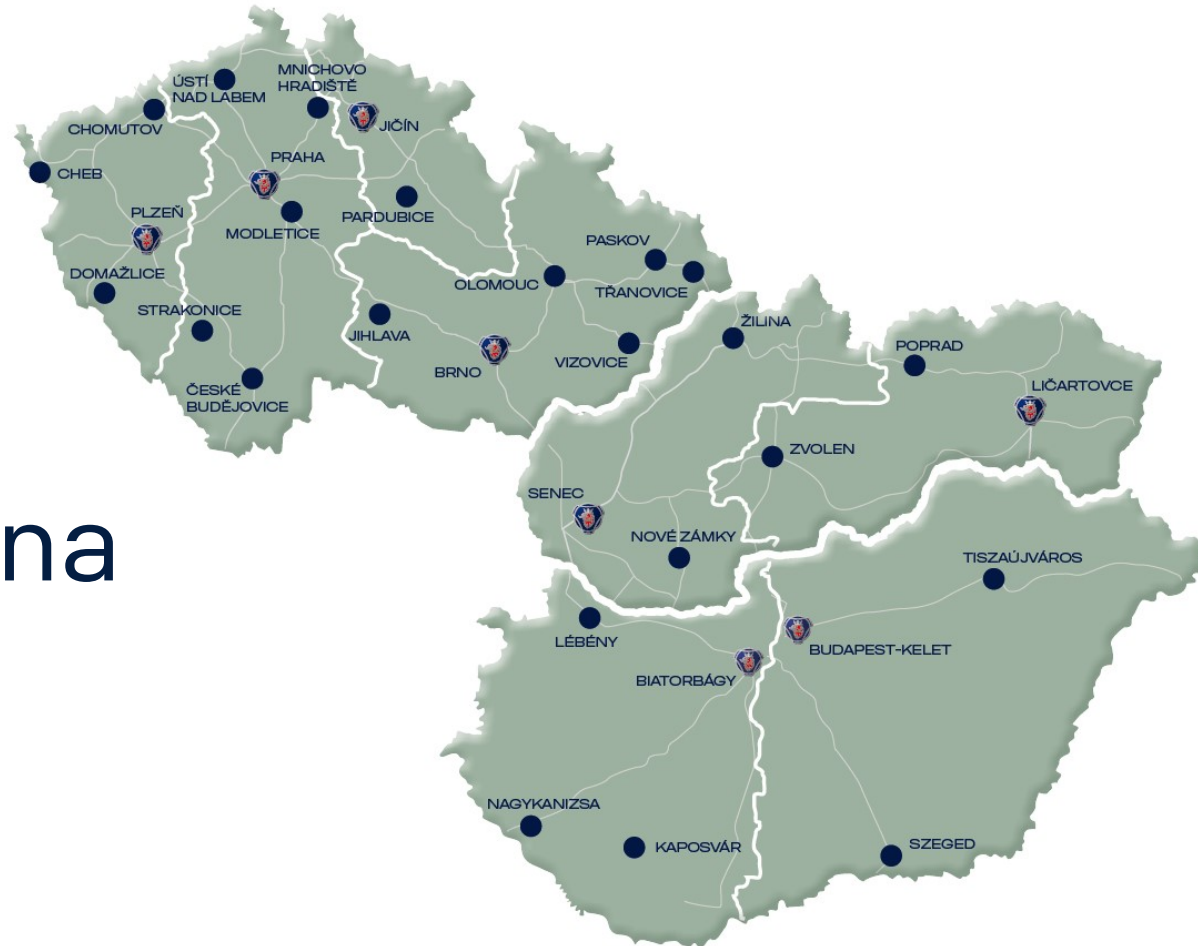 ÚSTÍ
NAD LABEM
MNICHOVO
HRADIŠTĚ
CHOMUTOV
JIČÍN
CHEB
PRAHA
PLZEŇ
MODLETICE
PARDUBICE
DOMAŽLICE
STRAKONICE
OLOMOUC
PASKOV
TŘANOVICE
JIHLAVA
BRNO
VIZOVICE
ČESKÉ
BUDĚJOVICE
ŽILINA
POPRAD
LIČARTOVCE
ZVOLEN
SENEC
NOVÉ ZÁMKY
na
TISZAÚJVÁROS
LÉBÉNY
BUDAPEST-KELET
BIATORBÁGY
NAGYKANIZSA
KAPOSVÁR
SZEGED